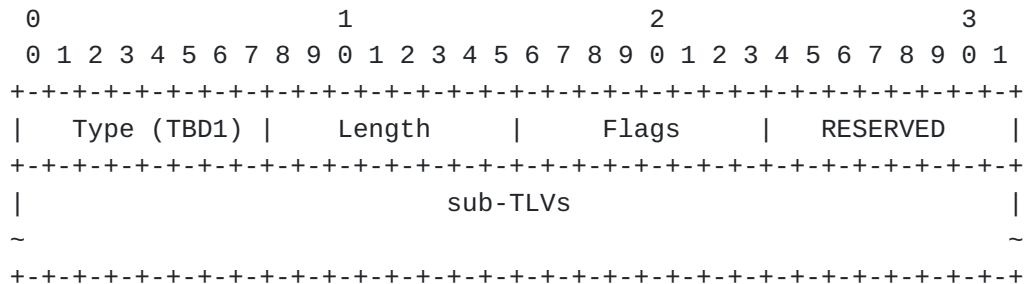 0                   1                   2                   3
 0 1 2 3 4 5 6 7 8 9 0 1 2 3 4 5 6 7 8 9 0 1 2 3 4 5 6 7 8 9 0 1
+-+-+-+-+-+-+-+-+-+-+-+-+-+-+-+-+-+-+-+-+-+-+-+-+-+-+-+-+-+-+-+-+
|   Type (TBD1) |    Length     |     Flags     |   RESERVED    |
+-+-+-+-+-+-+-+-+-+-+-+-+-+-+-+-+-+-+-+-+-+-+-+-+-+-+-+-+-+-+-+-+
|                           sub-TLVs                            |
~                                                               ~
+-+-+-+-+-+-+-+-+-+-+-+-+-+-+-+-+-+-+-+-+-+-+-+-+-+-+-+-+-+-+-+-+